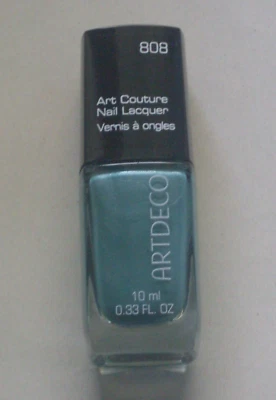 808
Art Couture
Nail Lacquer
Vernis à ongles
ARTDECO
10 ml
0.33 FL. OZ